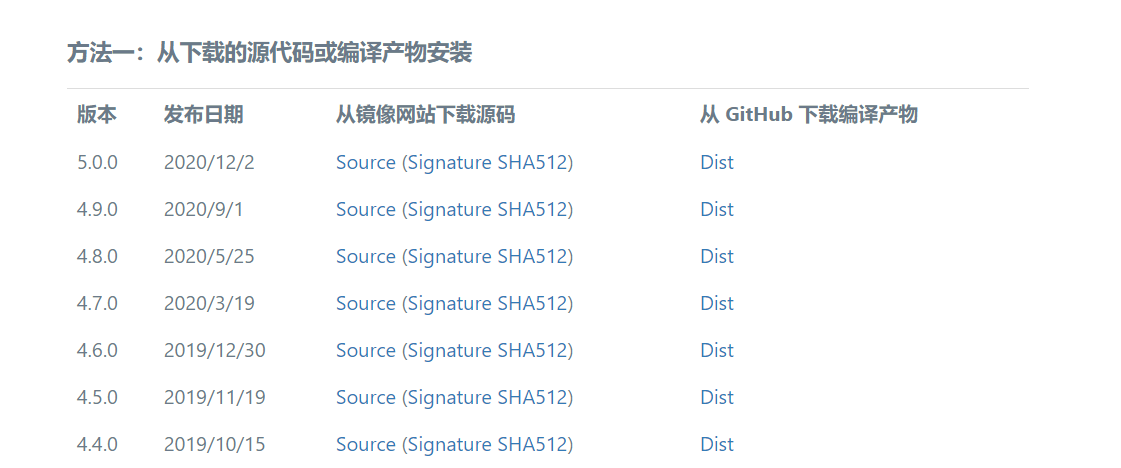 方法一：从下载的源代码或编译产物安装
版本 发布日期 从镜像网站下载源码 从 GitHub 下载编译产物
5.0.0 2020/12/2 Source (Signature SHA512) Dist
4.9.0 2020/9/1 Source (Signature SHA512) Dist
4.8.0 2020/5/25 Source (Signature SHA512) Dist
4.7.0 2020/3/19 Source (Signature SHA512) Dist
4.6.0 2019/12/30 Source (Signature SHA512) Dist
4.5.0 2019/11/19 Source (Signature SHA512) Dist
4.4.0 2019/10/15 Source (Signature SHA512) Dist